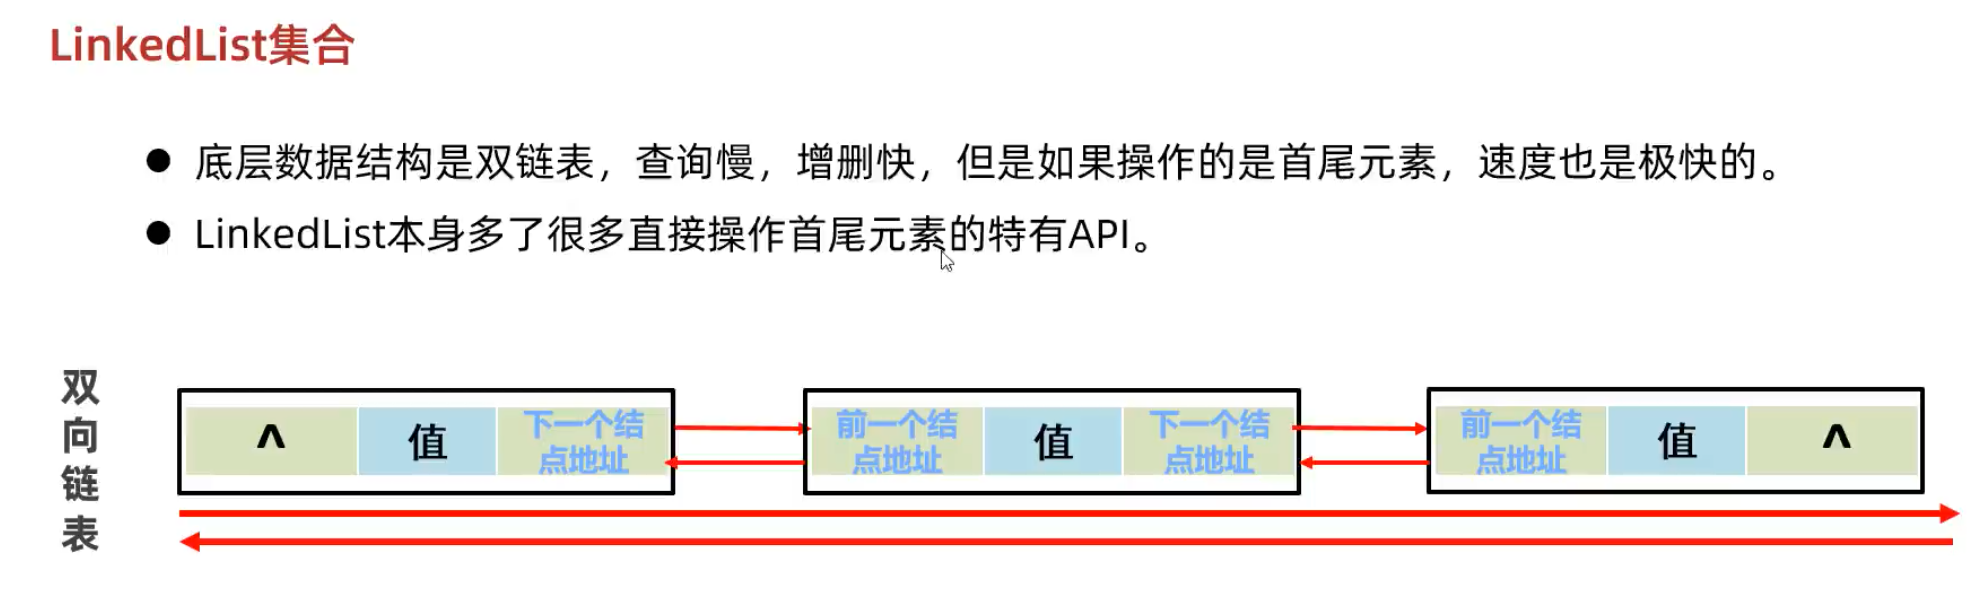 LinkedList集合
● 底层数据结构是双链表，查询慢，增删快，但是如果操作的是首尾元素，速度也是极快的。
● LinkedList本身多了很多直接操作首尾元素的特有API。
双
向
链
表
^ 值 下一个结
点地址
前一个结
点地址
值 下一个结
点地址
前一个结
点地址
值 ^